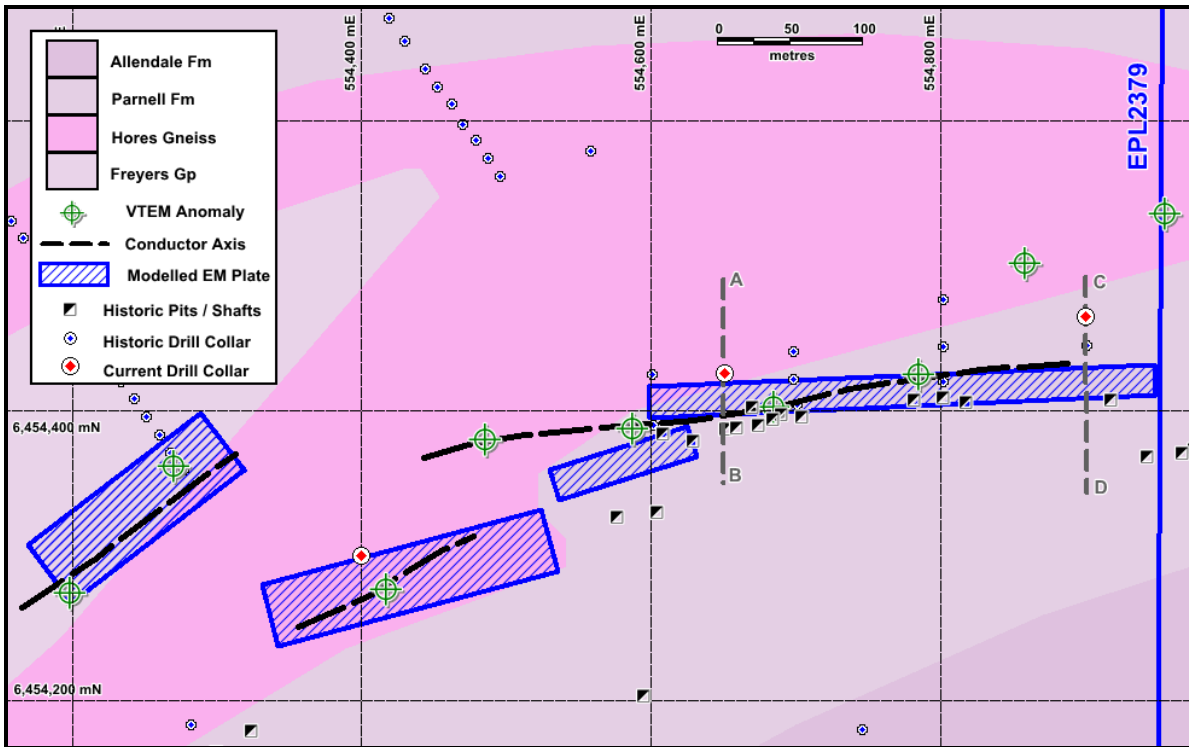 554,400 mE
554,600 mE
554,800 mE
0 50 100
metres
EPL2379
Allendale Fm
Parnell Fm
Hores Gneiss
Freyers Gp
VTEM Anomaly
Conductor Axis
Modelled EM Plate
Historic Pits / Shafts
Historic Drill Collar
Current Drill Collar
A
C
6,454,400 mN
B
D
6,454,200 mN